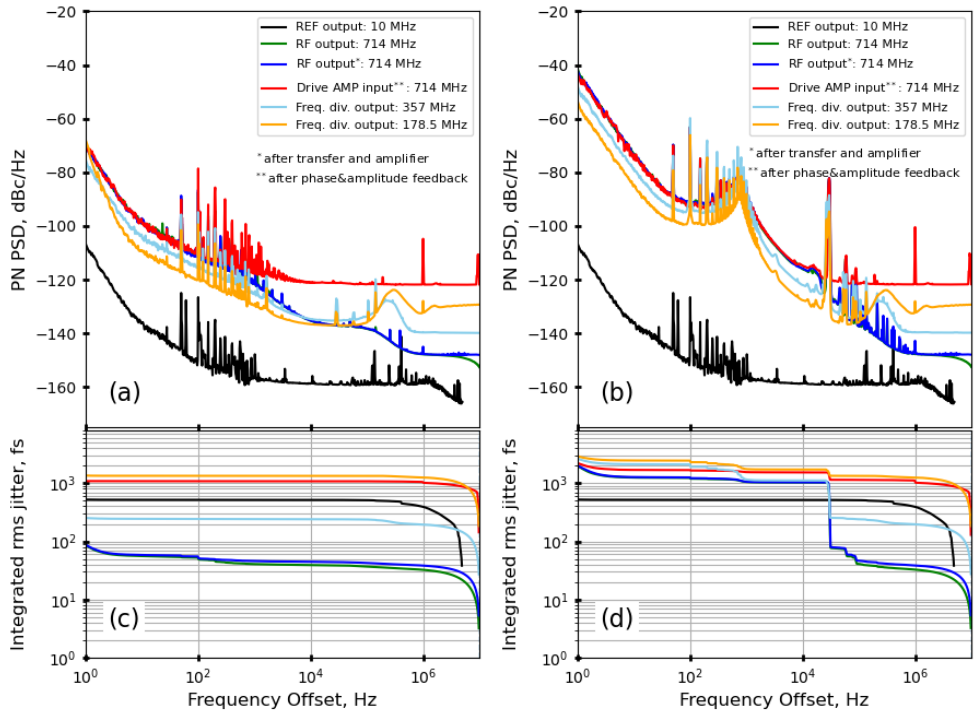 −20
−40
−60
−80
−100
−120
−140
−160
PN PSD, dBc/Hz
REF output: 10 MHz
RF output: 714 MHz
RF output*: 714 MHz
Drive AMP input**: 714 MHz
Freq. div. output: 357 MHz
Freq. div. output: 178.5 MHz
* after transfer and amplifier
** after phase&amplitude feedback
(a)
−20
−40
−60
−80
−100
−120
−140
−160
PN PSD, dBc/Hz
REF output: 10 MHz
RF output: 714 MHz
RF output*: 714 MHz
Drive AMP input**: 714 MHz
Freq. div. output: 357 MHz
Freq. div. output: 178.5 MHz
* after transfer and amplifier
** after phase&amplitude feedback
(b)
10³
10²
10¹
10⁰
Integrated rms jitter, fs
(c)
10⁰ 10² 10⁴ 10⁶
Frequency Offset, Hz
10³
10²
10¹
10⁰
Integrated rms jitter, fs
(d)
10⁰ 10² 10⁴ 10⁶
Frequency Offset, Hz